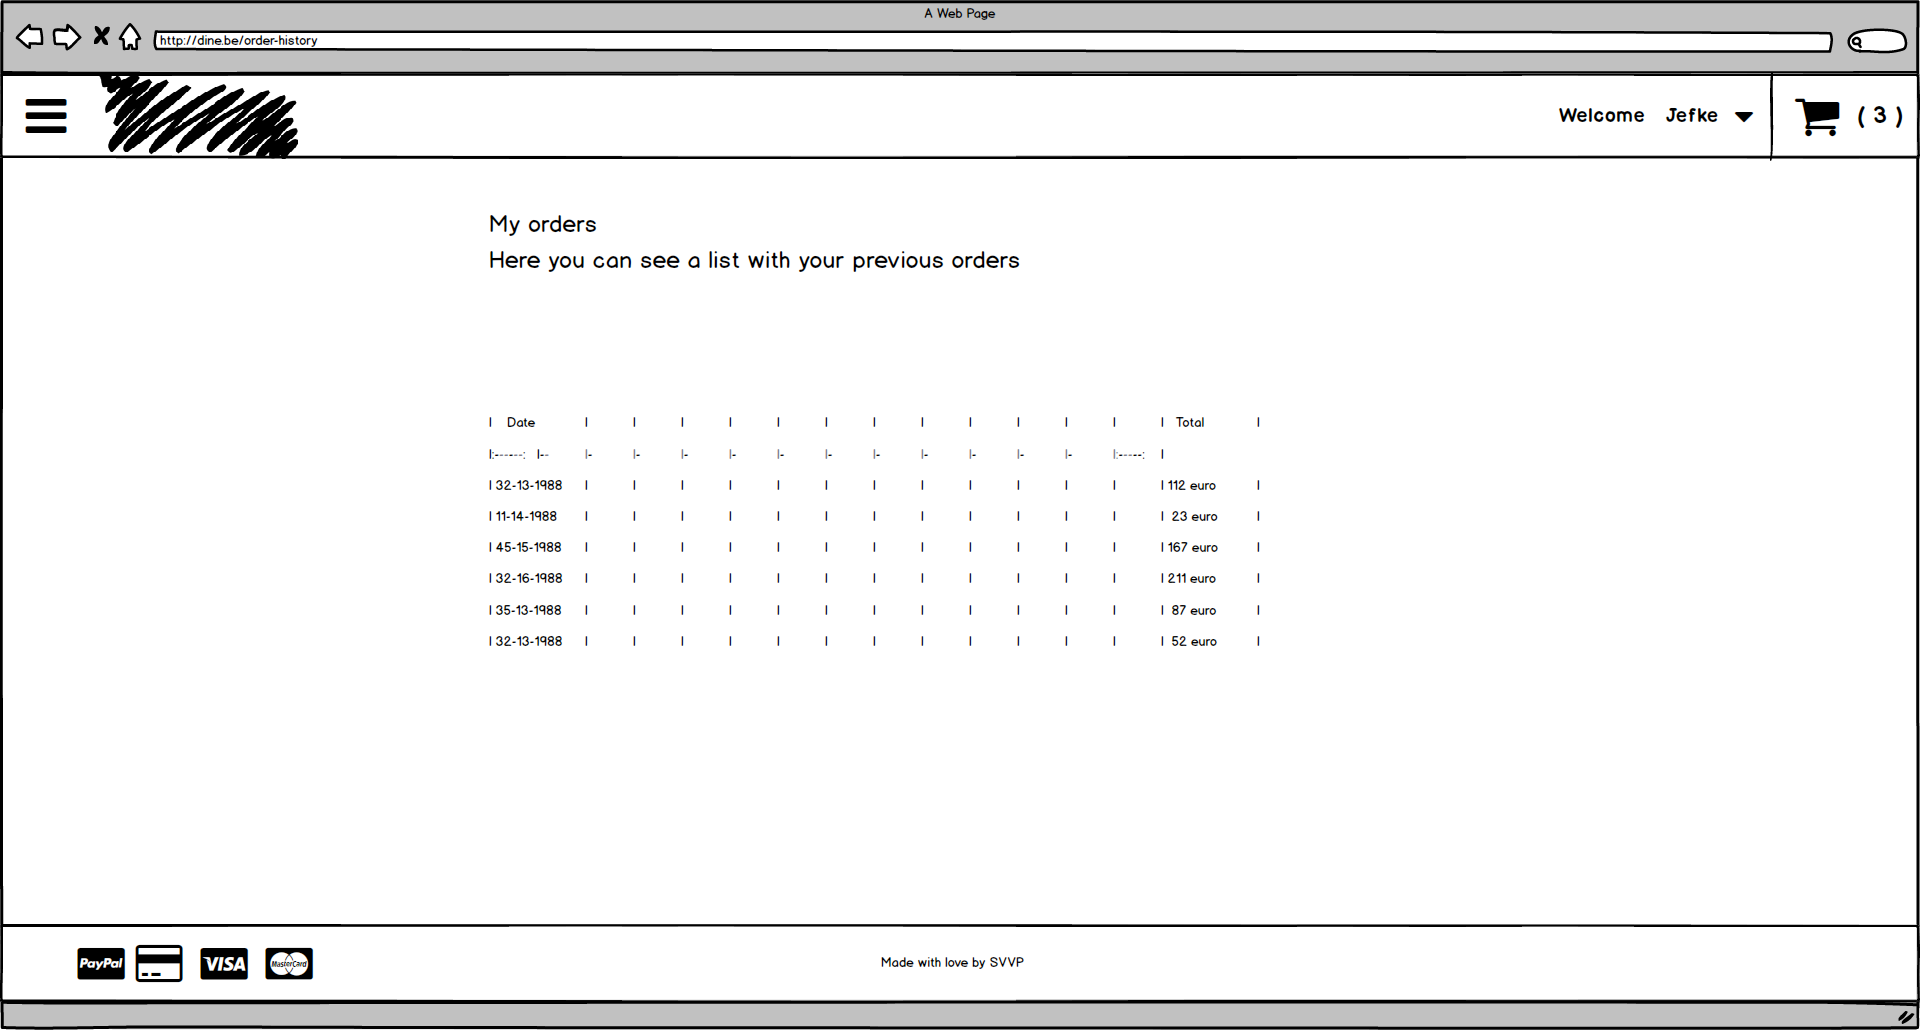 A Web Page
http://dine.be/order-history
Welcome Jefke ( 3 )
My orders
Here you can see a list with your previous orders
| Date | | | | | | | | | | | | | Total |
|:------: |-- |- |- |- |- |- |- |- |- |- |- |- |:-----: |
| 32-13-1988 | | | | | | | | | | | | | 112 euro |
| 11-14-1988 | | | | | | | | | | | | | 23 euro |
| 45-15-1988 | | | | | | | | | | | | | 167 euro |
| 32-16-1988 | | | | | | | | | | | | | 211 euro |
| 35-13-1988 | | | | | | | | | | | | | 87 euro |
| 32-13-1988 | | | | | | | | | | | | | 52 euro |
PayPal VISA MasterCard
Made with love by SVVP